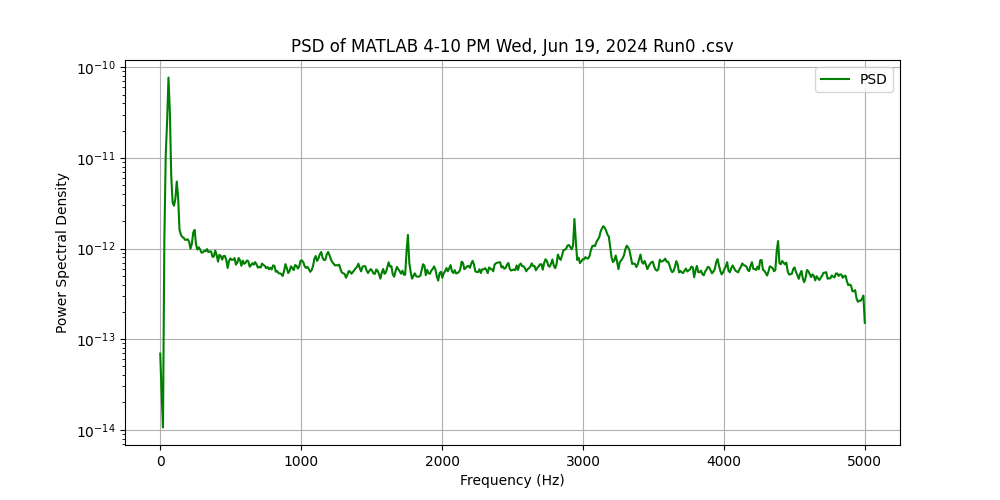 PSD of MATLAB 4-10 PM Wed, Jun 19, 2024 Run0 .csv
PSD
Power Spectral Density
10⁻¹⁰
10⁻¹¹
10⁻¹²
10⁻¹³
10⁻¹⁴
0 1000 2000 3000 4000 5000
Frequency (Hz)